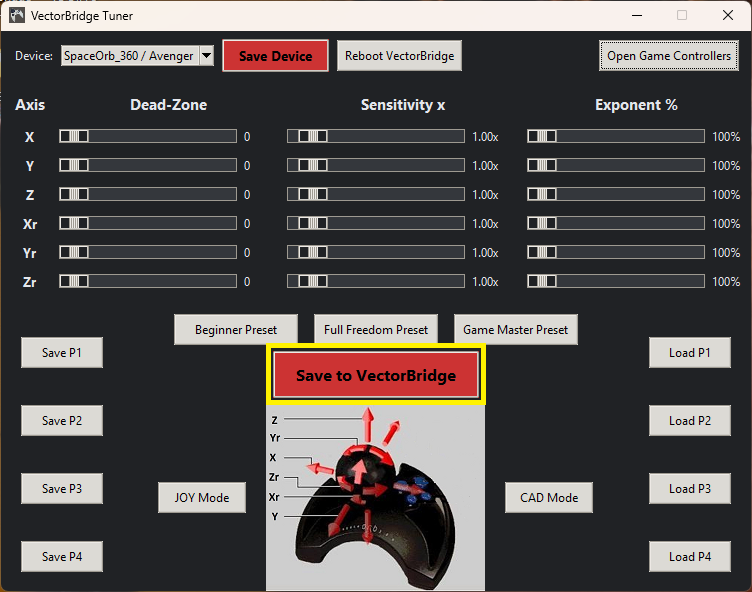 VectorBridge Tuner
Device: SpaceOrb_360 / Avenger Save Device Reboot VectorBridge Open Game Controllers
Axis Dead-Zone Sensitivity x Exponent %
X 0 1.00x 100%
Y 0 1.00x 100%
Z 0 1.00x 100%
Xr 0 1.00x 100%
Yr 0 1.00x 100%
Zr 0 1.00x 100%
Beginner Preset Full Freedom Preset Game Master Preset
Save P1 Load P1
Save to VectorBridge
Save P2 Load P2
Z
Yr
X
Zr
Xr
Y
Save P3 Load P3
JOY Mode CAD Mode
Save P4 Load P4